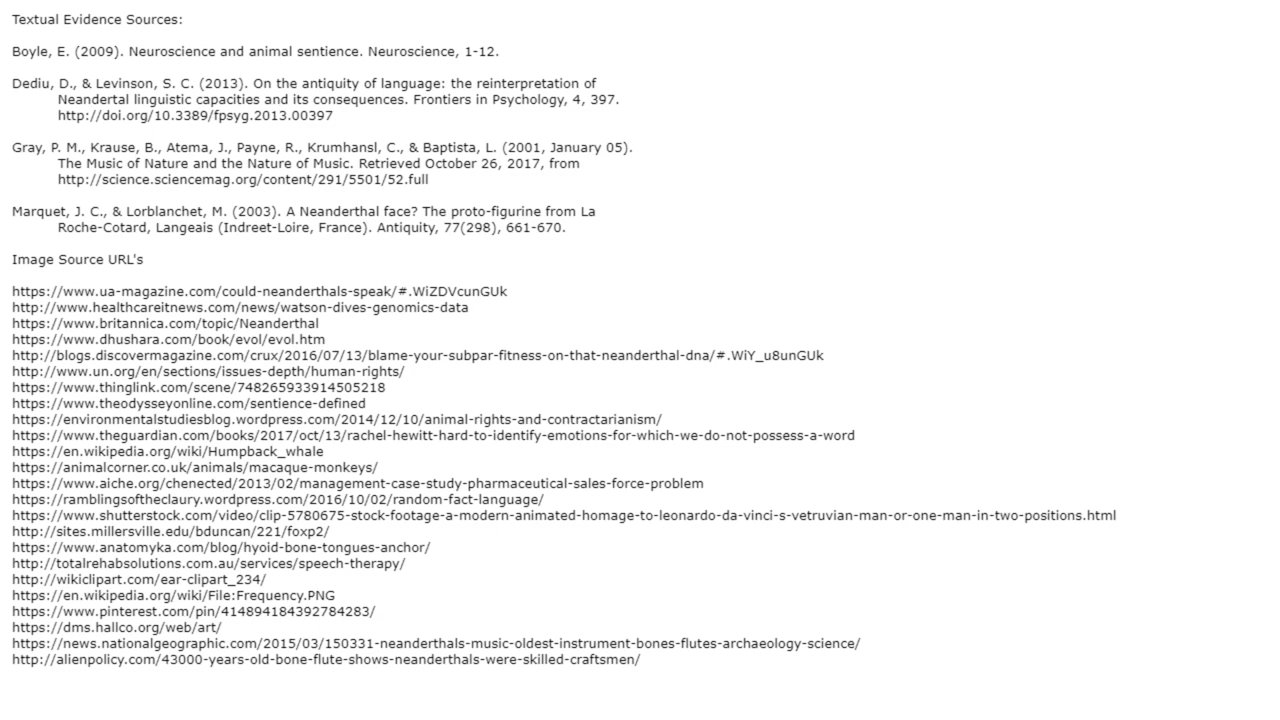 Textual Evidence Sources:
Boyle, E. (2009). Neuroscience and animal sentience. Neuroscience, 1-12.
Dediu, D., & Levinson, S. C. (2013). On the antiquity of language: the reinterpretation of
Neandertal linguistic capacities and its consequences. Frontiers in Psychology, 4, 397.
http://doi.org/10.3389/fpsyg.2013.00397
Gray, P. M., Krause, B., Atema, J., Payne, R., Krumhansl, C., & Baptista, L. (2001, January 05).
The Music of Nature and the Nature of Music. Retrieved October 26, 2017, from
http://science.sciencemag.org/content/291/5501/52.full
Marquet, J. C., & Lorblanchet, M. (2003). A Neanderthal face? The proto-figurine from La
Roche-Cotard, Langeais (Indreet-Loire, France). Antiquity, 77(298), 661-670.
Image Source URL's
https://www.ua-magazine.com/could-neanderthals-speak/#.WiZDVcunGUk
http://www.healthcareitnews.com/news/watson-dives-genomics-data
https://www.britannica.com/topic/Neanderthal
https://www.dhushara.com/book/evol/evol.htm
http://blogs.discovermagazine.com/crux/2016/07/13/blame-your-subpar-fitness-on-that-neanderthal-dna/#.WiY_u8unGUk
http://www.un.org/en/sections/issues-depth/human-rights/
https://www.thinglink.com/scene/748265933914505218
https://www.theodysseyonline.com/sentience-defined
https://environmentalstudiesblog.wordpress.com/2014/12/10/animal-rights-and-contractarianism/
https://www.theguardian.com/books/2017/oct/13/rachel-hewitt-hard-to-identify-emotions-for-which-we-do-not-possess-a-word
https://en.wikipedia.org/wiki/Humpback_whale
https://animalcorner.co.uk/animals/macaque-monkeys/
https://www.aiche.org/chenected/2013/02/management-case-study-pharmaceutical-sales-force-problem
https://ramblingsoftheclaury.wordpress.com/2016/10/02/random-fact-language/
https://www.shutterstock.com/video/clip-5780675-stock-footage-a-modern-animated-homage-to-leonardo-da-vinci-s-vetruvian-man-or-one-man-in-two-positions.html
http://sites.millersville.edu/bduncan/221/foxp2/
https://www.anatomyka.com/blog/hyoid-bone-tongues-anchor/
http://totalrehabsolutions.com.au/services/speech-therapy/
http://wikiclipart.com/ear-clipart_234/
https://en.wikipedia.org/wiki/File:Frequency.PNG
https://www.pinterest.com/pin/414894184392784283/
https://dms.hallco.org/web/art/
https://news.nationalgeographic.com/2015/03/150331-neanderthals-music-oldest-instrument-bones-flutes-archaeology-science/
http://alienpolicy.com/43000-years-old-bone-flute-shows-neanderthals-were-skilled-craftsmen/